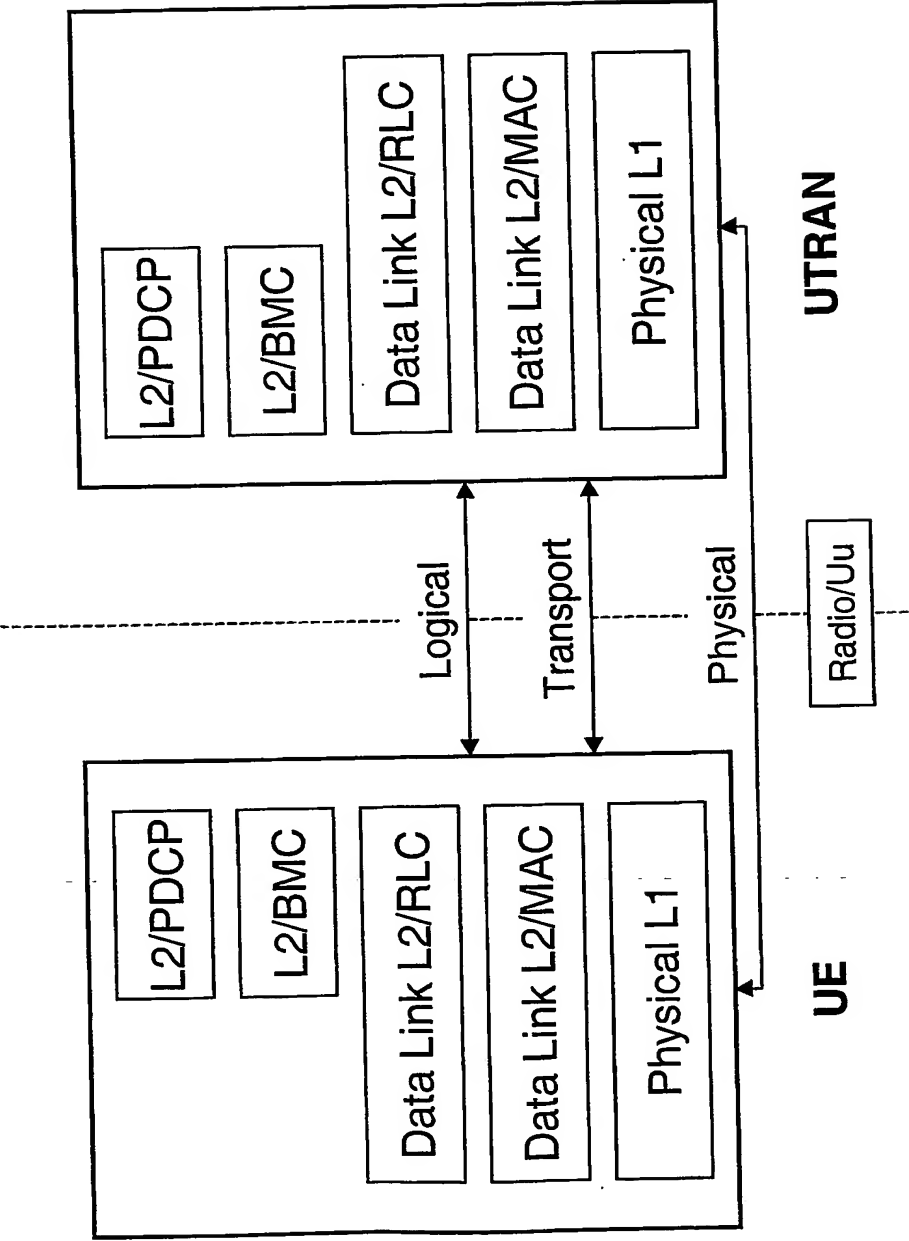 L2/PDCP
L2/BMC
Data Link L2/RLC
Data Link L2/MAC
Physical L1
UE
Logical
Transport
Physical
Radio/Uu
L2/PDCP
L2/BMC
Data Link L2/RLC
Data Link L2/MAC
Physical L1
UTRAN